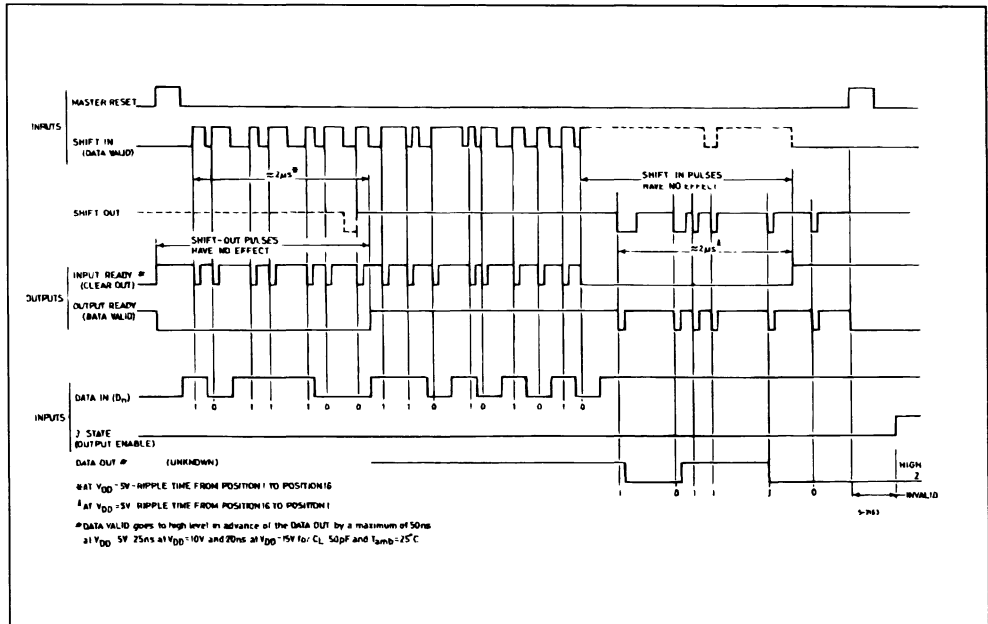 MASTER RESET
INPUTS
SHIFT IN
(DATA VALID)
≈2µs*
SHIFT-IN PULSES
HAVE NO EFFECT
SHIFT OUT
SHIFT-OUT PULSES
HAVE NO EFFECT
≈2µs
INPUT READY #
(CLEAR OUT)
OUTPUTS
OUTPUT READY
(DATA VALID)
DATA IN (Dn)
1 0 1 1 1 0 0 1 1 0 1 0 1 0 1 0
INPUTS
3 STATE
(OUTPUT ENABLE)
DATA OUT # (UNKNOWN)
1 0 1 1 0
HIGH
Z
INVALID
*AT VDD=5V-RIPPLE TIME FROM POSITION 1 TO POSITION 16
AT VDD=5V RIPPLE TIME FROM POSITION 16 TO POSITION 1
#DATA VALID goes to high level in advance of the DATA OUT by a maximum of 50ns
at VDD 5V 25ns at VDD=10V and 20ns at VDD=15V for CL 50pF and Tamb=25°C